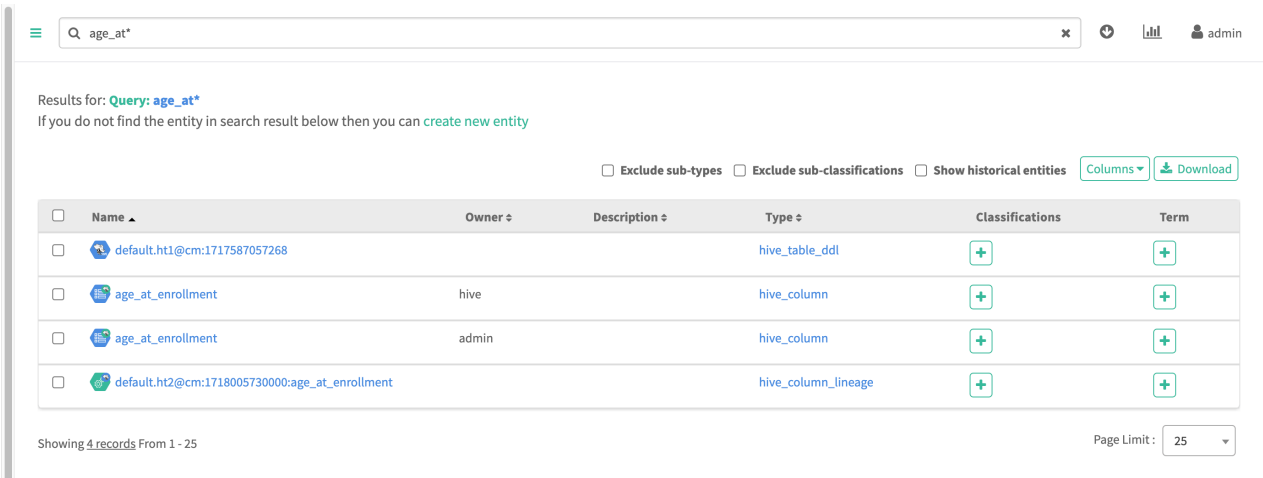 age_at*
admin
Results for: Query: age_at*
If you do not find the entity in search result below then you can create new entity
Exclude sub-types Exclude sub-classifications Show historical entities Columns Download
Name Owner Description Type Classifications Term
default.ht1@cm:1717587057268 hive_table_ddl
age_at_enrollment hive hive_column
age_at_enrollment admin hive_column
default.ht2@cm:1718005730000:age_at_enrollment hive_column_lineage
Showing 4 records From 1 - 25
Page Limit : 25